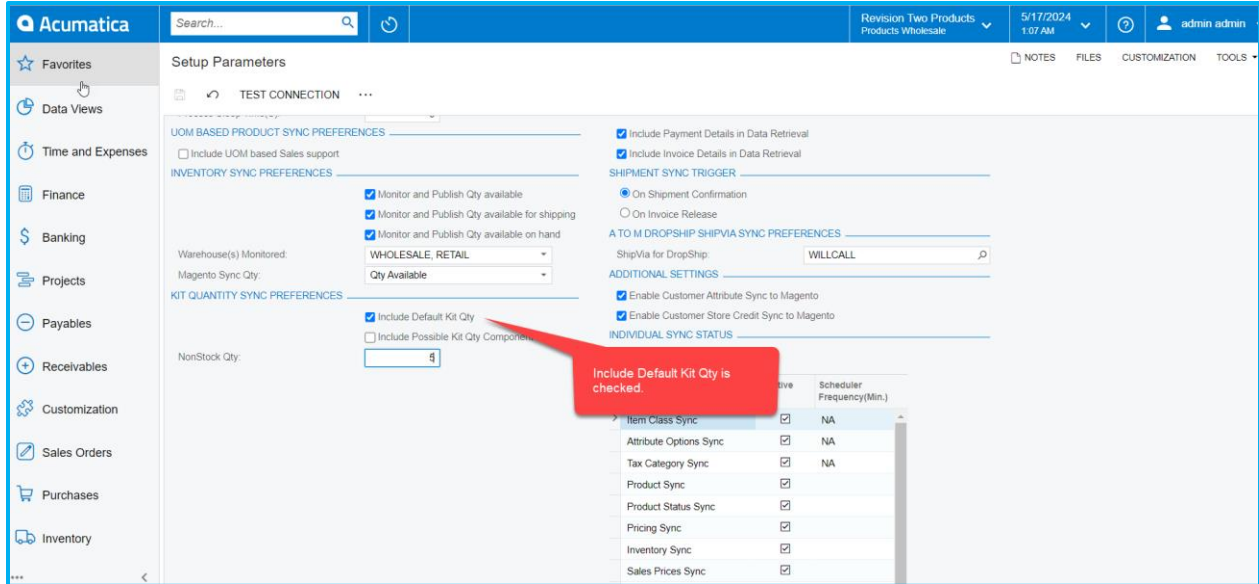 Acumatica
Search...
Revision Two Products
Products Wholesale
5/17/2024
1:07 AM
admin admin
Favorites
Data Views
Time and Expenses
Finance
Banking
Projects
Payables
Receivables
Customization
Sales Orders
Purchases
Inventory
Setup Parameters
NOTES FILES CUSTOMIZATION TOOLS
TEST CONNECTION
UOM BASED PRODUCT SYNC PREFERENCES
Include UOM based Sales support
INVENTORY SYNC PREFERENCES
Monitor and Publish Qty available
Monitor and Publish Qty available for shipping
Monitor and Publish Qty available on hand
Warehouse(s) Monitored: WHOLESALE, RETAIL
Magento Sync Qty: Qty Available
KIT QUANTITY SYNC PREFERENCES
Include Default Kit Qty
Include Possible Kit Qty
NonStock Qty:
Include Payment Details in Data Retrieval
Include Invoice Details in Data Retrieval
SHIPMENT SYNC TRIGGER
On Shipment Confirmation
On Invoice Release
A TO M DROPSHIP SHIPVIA SYNC PREFERENCES
ShipVia for DropShip: WILLCALL
ADDITIONAL SETTINGS
Enable Customer Attribute Sync to Magento
Enable Customer Store Credit Sync to Magento
INDIVIDUAL SYNC STATUS
Include Default Kit Qty is
checked.
Scheduler
Frequency(Min.)
Item Class Sync NA
Attribute Options Sync NA
Tax Category Sync NA
Product Sync
Product Status Sync
Pricing Sync
Inventory Sync
Sales Prices Sync